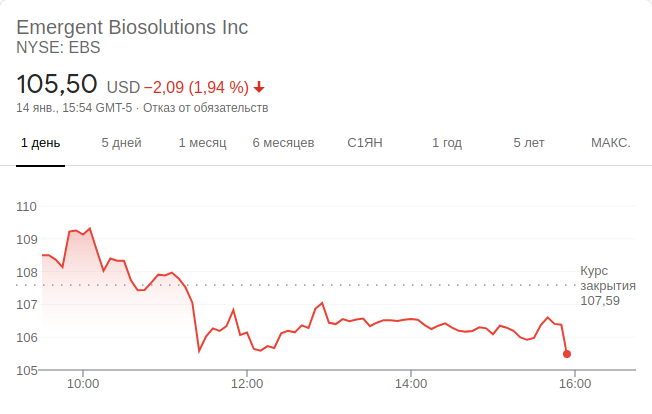 Emergent Biosolutions Inc
NYSE: EBS
105,50 USD −2,09 (1,94 %)
14 янв., 15:54 GMT-5 · Отказ от обязательств
1 день 5 дней 1 месяц 6 месяцев С1ЯН 1 год 5 лет МАКС.
110
109
108
107
106
105
Курс
закрытия
107,59
10:00 12:00 14:00 16:00